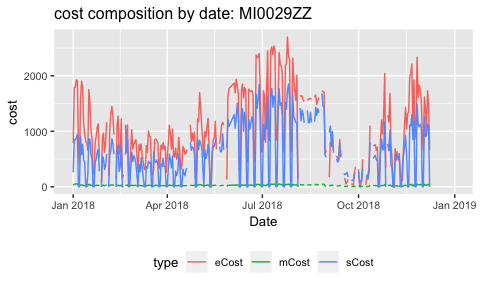 cost composition by date: MI0029ZZ
cost
2000
1000
0
Jan 2018 Apr 2018 Jul 2018 Oct 2018 Jan 2019
Date
type eCost mCost sCost